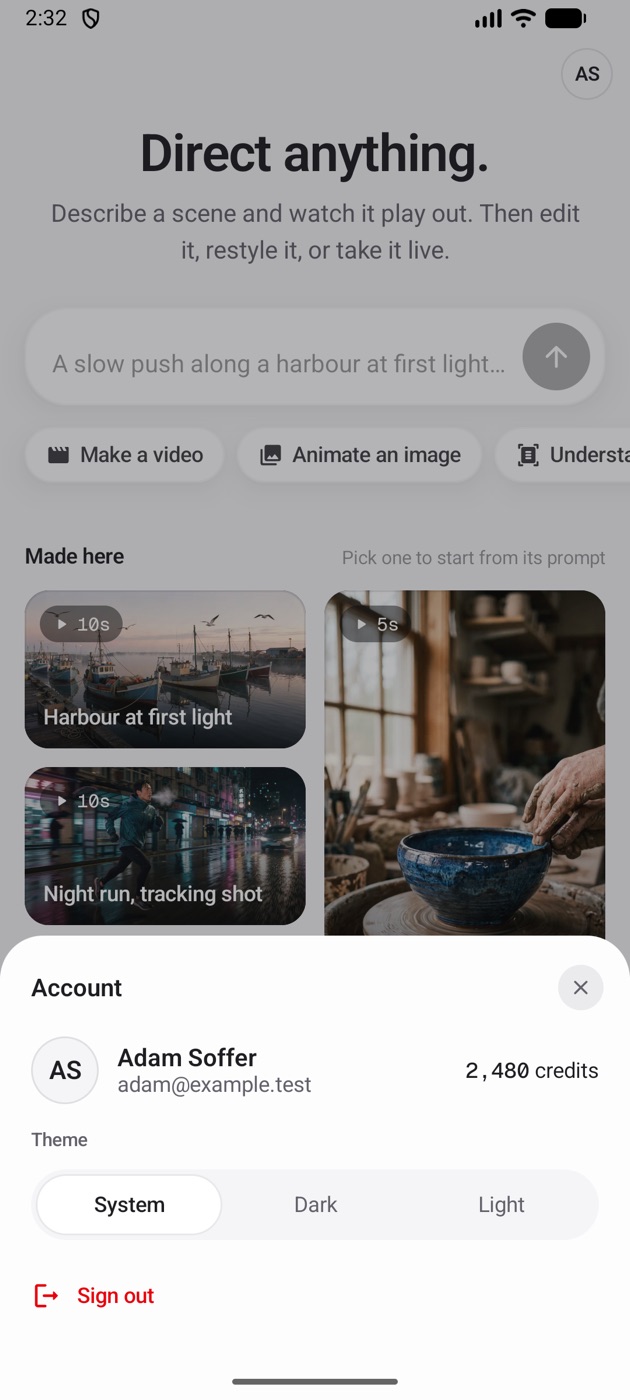 2:32
AS
Direct anything.
Describe a scene and watch it play out. Then edit
it, restyle it, or take it live.
A slow push along a harbour at first light…
Make a video
Animate an image
Understa
Made here
Pick one to start from its prompt
10s
Harbour at first light
5s
10s
Night run, tracking shot
Account
AS
Adam Soffer
adam@example.test
2,480 credits
Theme
System
Dark
Light
Sign out